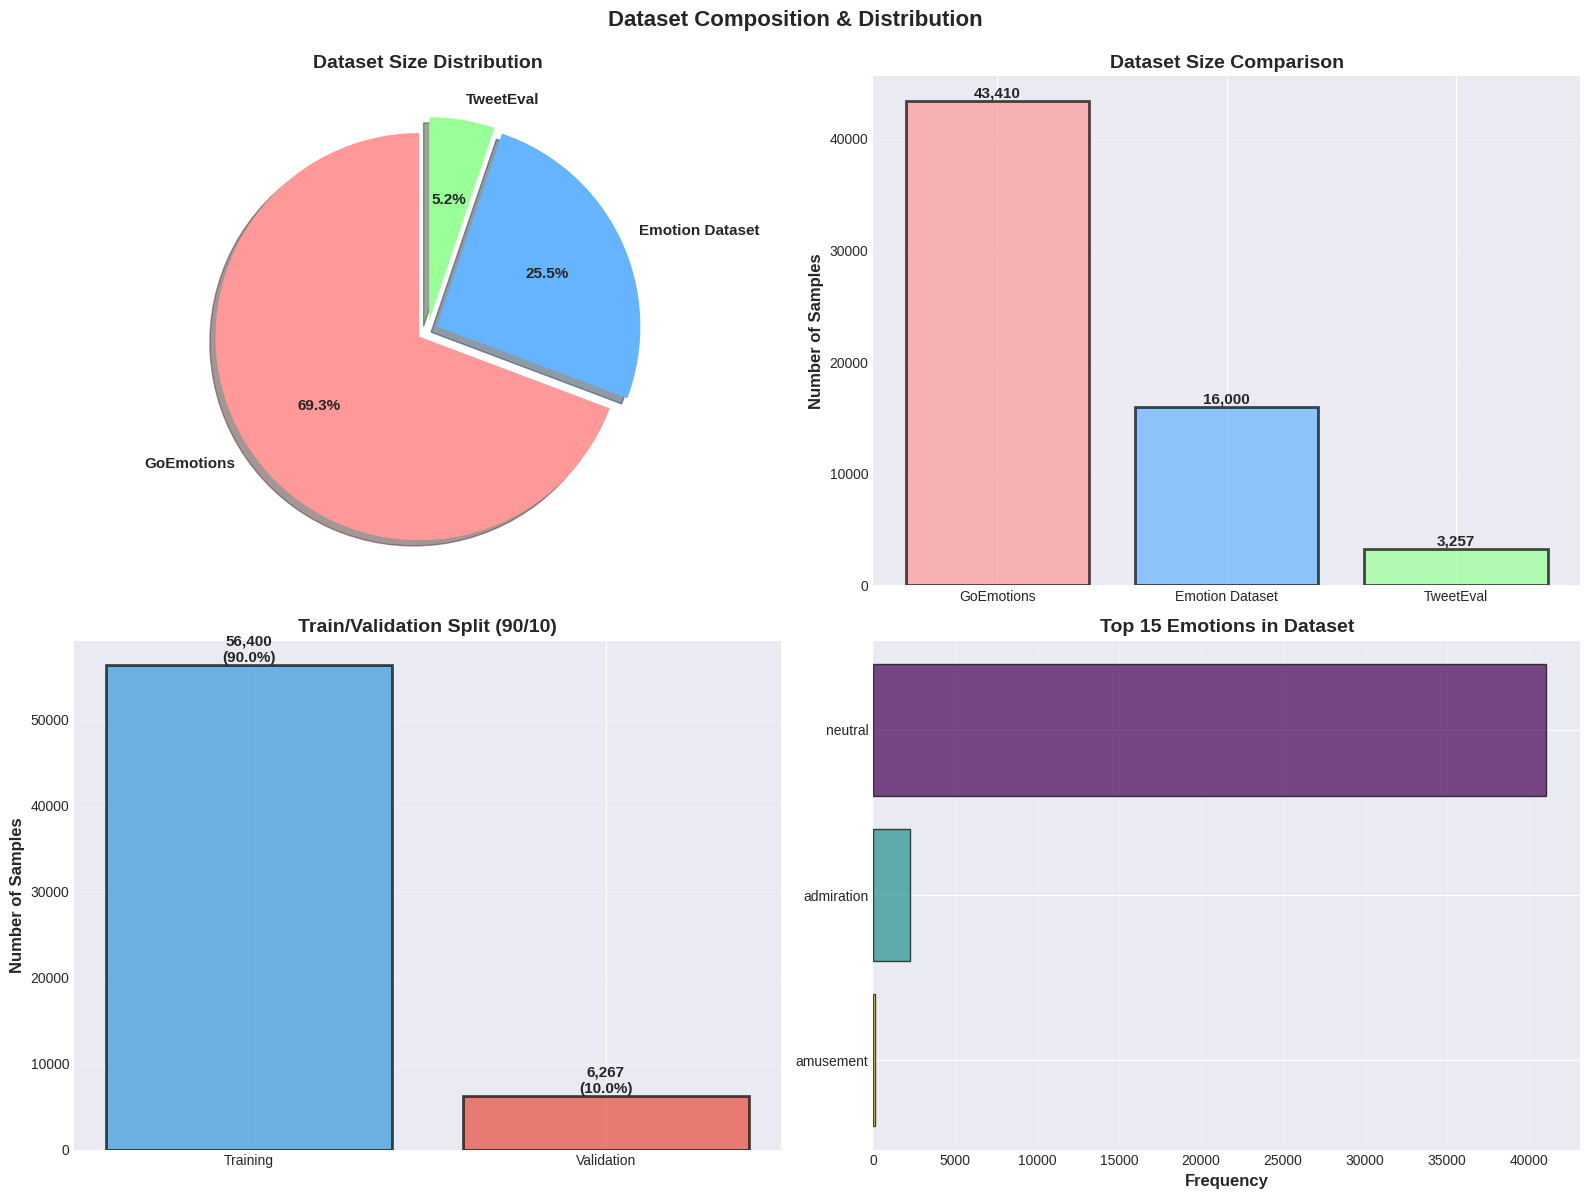 Dataset Composition & Distribution
Dataset Size Distribution
TweetEval
5.2%
Emotion Dataset
25.5%
69.3%
GoEmotions
Dataset Size Comparison
Number of Samples
40000
30000
20000
10000
0
43,410
16,000
3,257
GoEmotions
Emotion Dataset
TweetEval
Train/Validation Split (90/10)
Number of Samples
50000
40000
30000
20000
10000
0
56,400
(90.0%)
6,267
(10.0%)
Training
Validation
Top 15 Emotions in Dataset
neutral
admiration
amusement
0
5000
10000
15000
20000
25000
30000
35000
40000
Frequency